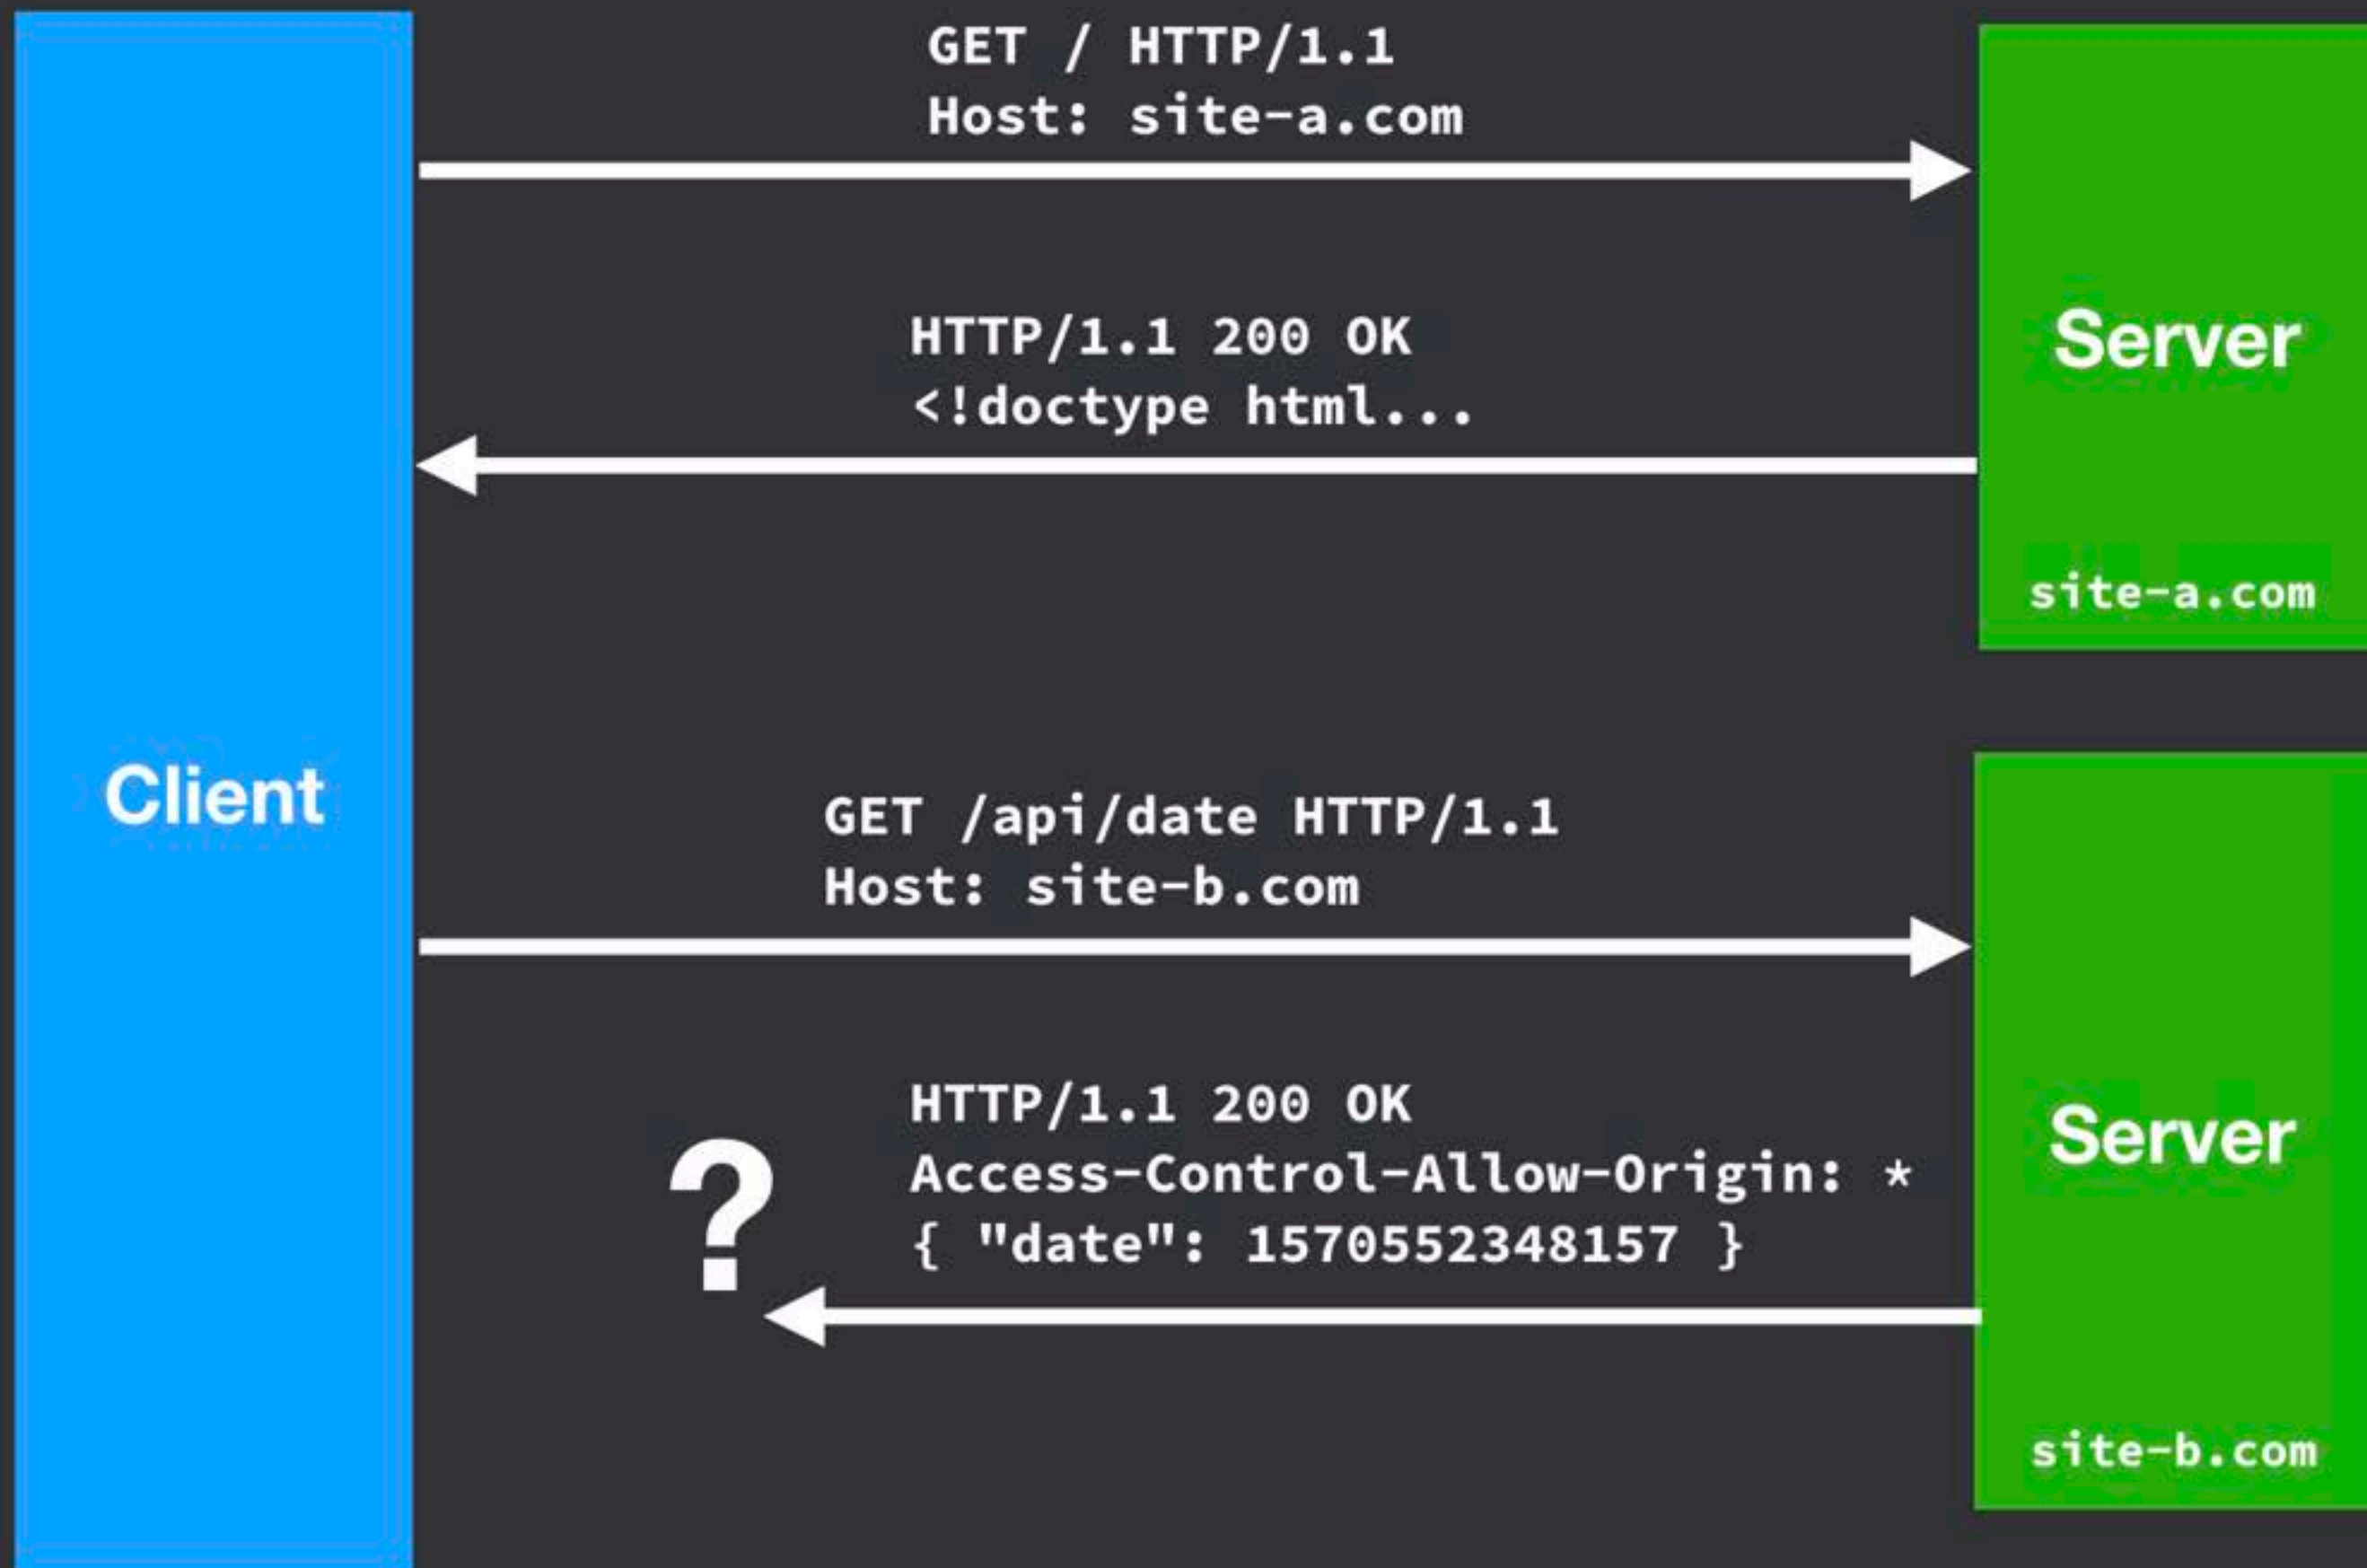 GET / HTTP/1.1
Host: site-a.com
HTTP/1.1 200 OK
<!doctype html...
Server
site-a.com
Client
GET /api/date HTTP/1.1
Host: site-b.com
?
HTTP/1.1 200 OK
Access-Control-Allow-Origin: *
{ "date": 1570552348157 }
Server
site-b.com